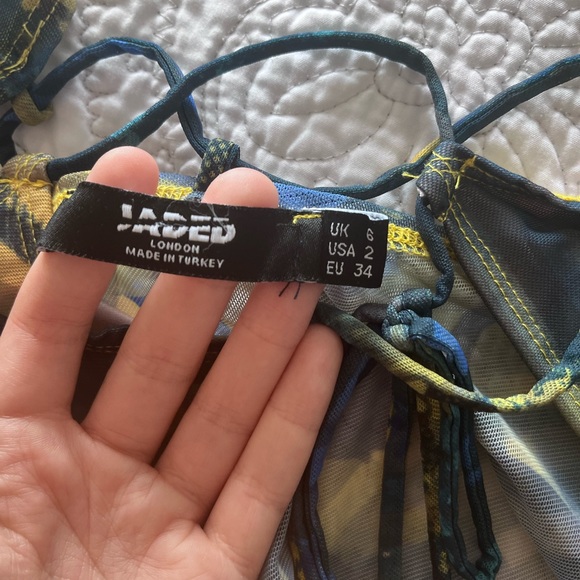 JADED
LONDON
MADE IN TURKEY
UK 6
USA 2
EU 34